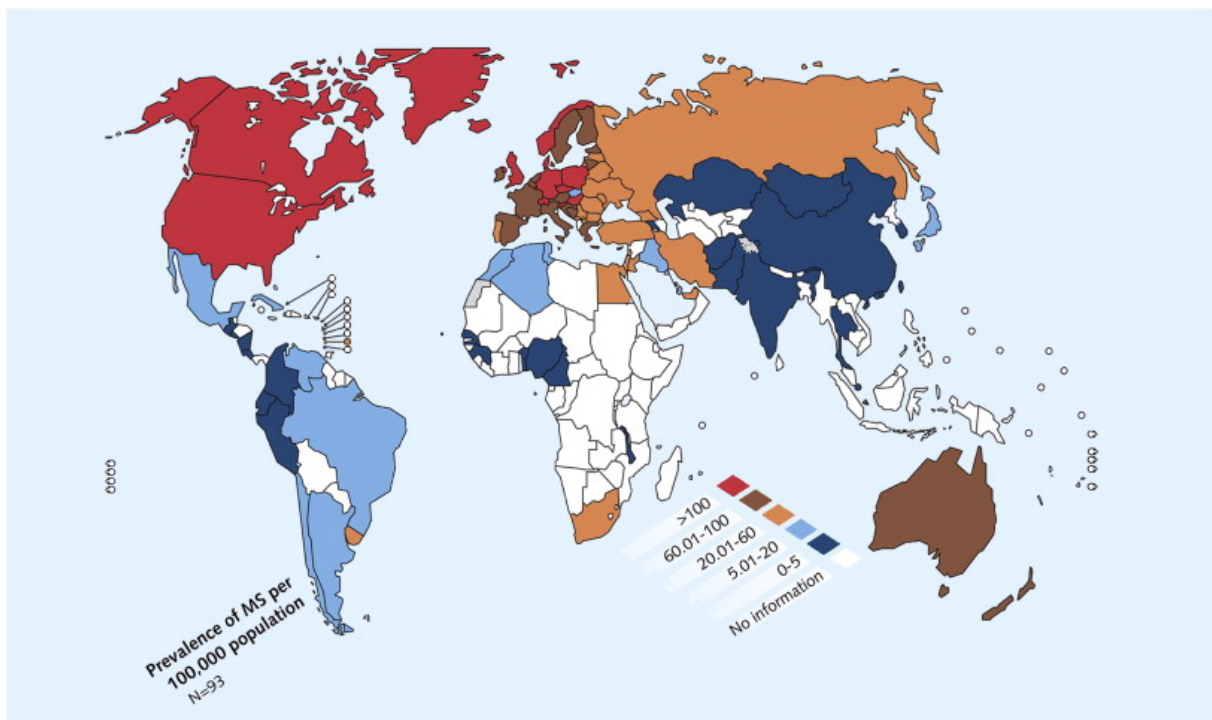 >100
60.01-100
20.01-60
5.01-20
0-5
No information
Prevalence of MS per
100,000 population
N=93